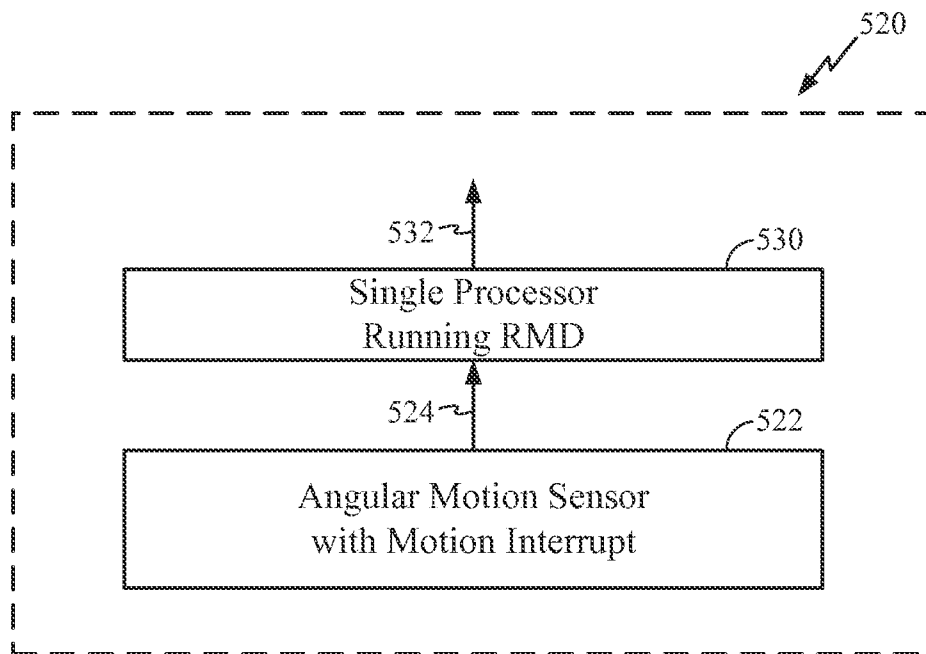 520
532
530
Single Processor
Running RMD
524
522
Angular Motion Sensor
with Motion Interrupt